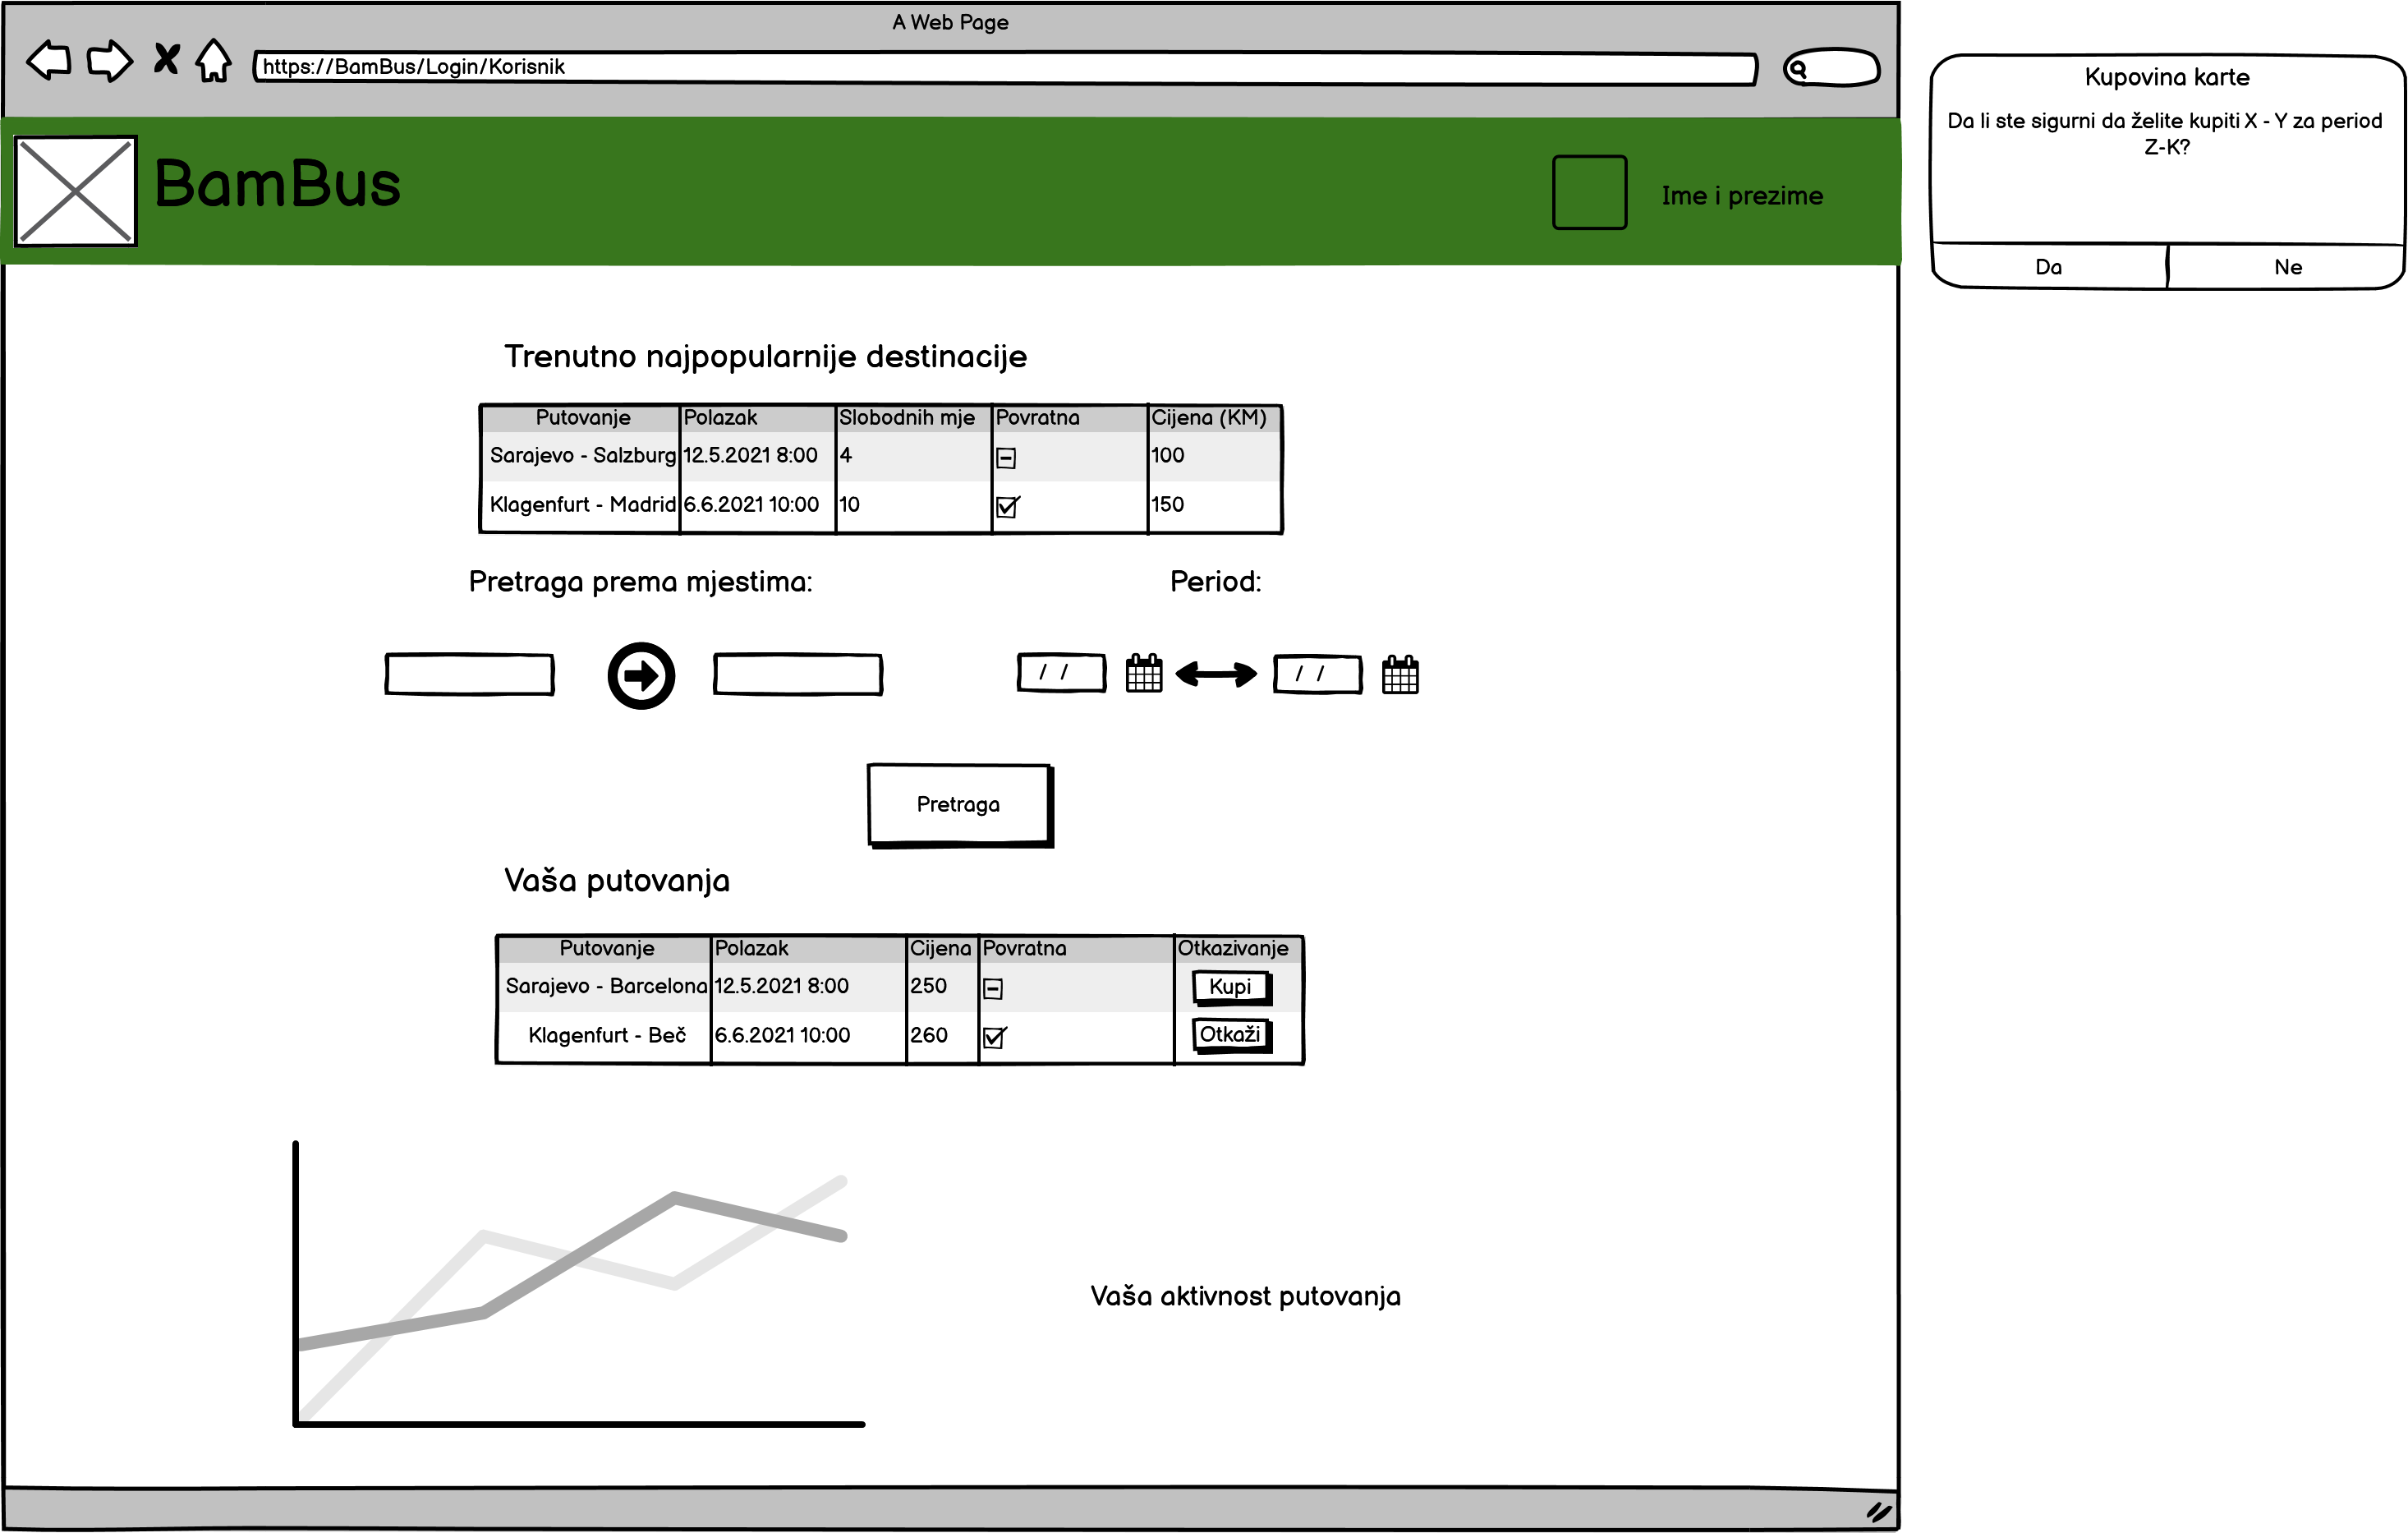 A Web Page
https://BamBus/Login/Korisnik
BamBus
Ime i prezime
Kupovina karte
Da li ste sigurni da želite kupiti X - Y za period
Z-K?
Da Ne
Trenutno najpopularnije destinacije
Putovanje Polazak Slobodnih mje Povratna Cijena (KM)
Sarajevo - Salzburg 12.5.2021 8:00 4 100
Klagenfurt - Madrid 6.6.2021 10:00 10 150
Pretraga prema mjestima: Period:
/ / / /
Pretraga
Vaša putovanja
Putovanje Polazak Cijena Povratna Otkazivanje
Sarajevo - Barcelona 12.5.2021 8:00 250 Kupi
Klagenfurt - Beč 6.6.2021 10:00 260 Otkaži
Vaša aktivnost putovanja